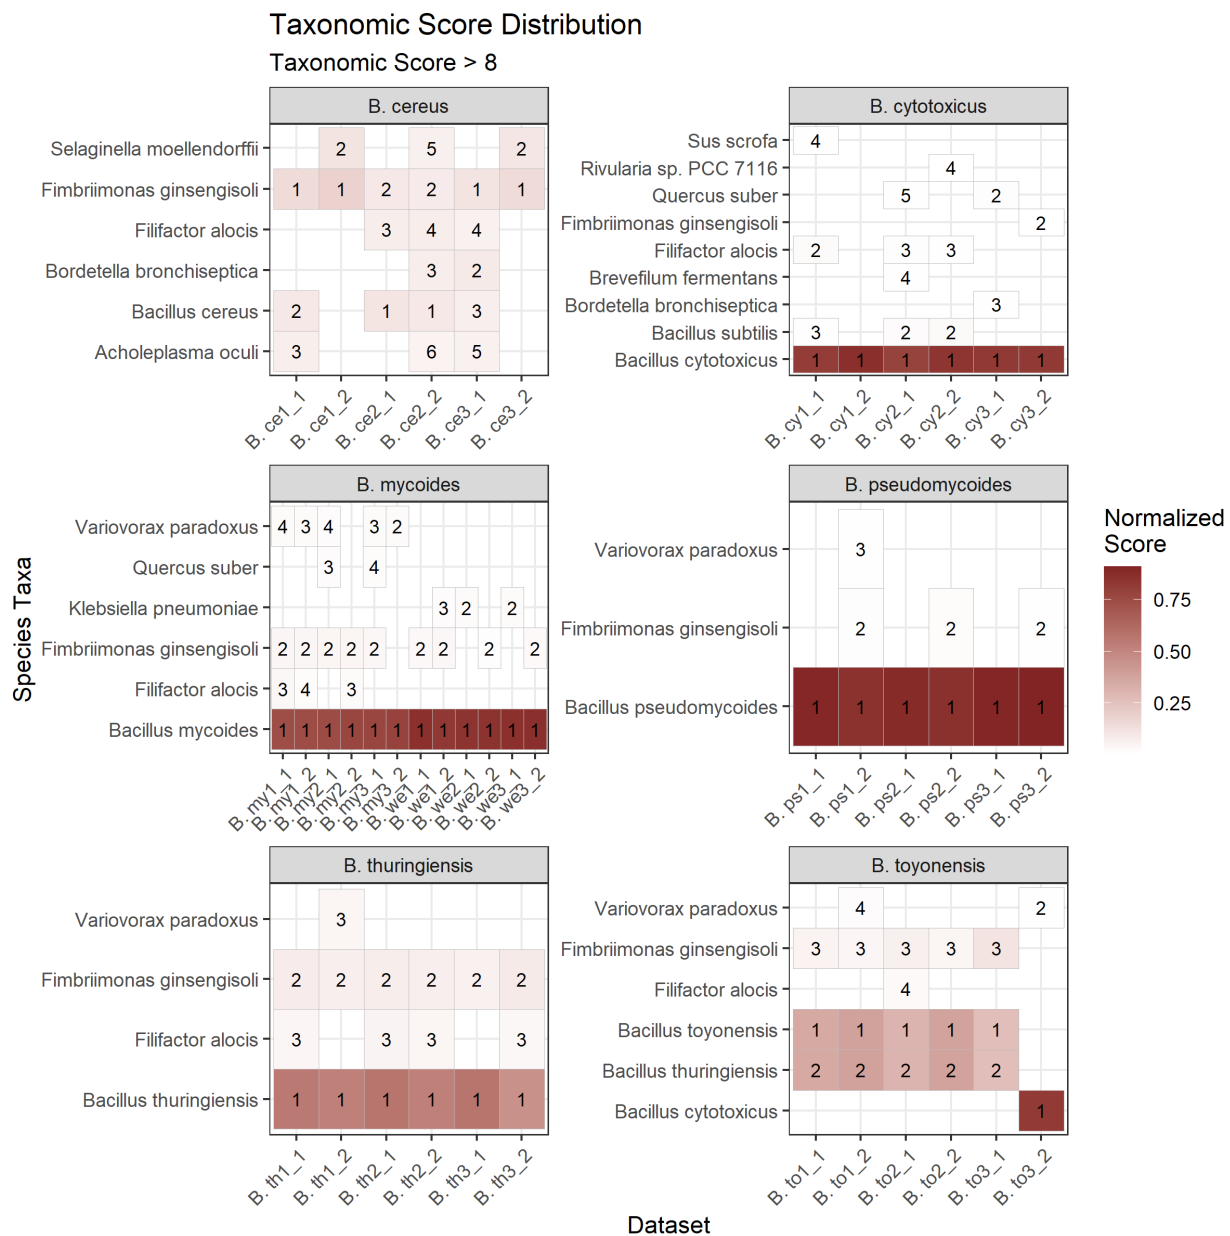 Taxonomic Score Distribution
Taxonomic Score > 8
B. cereus
Selaginella moellendorffii
2 5 2
Fimbriimonas ginsengisoli
1 1 2 2 1 1
Filifactor alocis
3 4 4
Bordetella bronchiseptica
3 2
Bacillus cereus
2 1 1 3
Acholeplasma oculi
3 6 5
B. ce1_1 B. ce1_2 B. ce2_1 B. ce2_2 B. ce3_1 B. ce3_2
B. cytotoxicus
Sus scrofa
4
Rivularia sp. PCC 7116
4
Quercus suber
5 2
Fimbriimonas ginsengisoli
2
Filifactor alocis
2 3 3
Brevefilum fermentans
4
Bordetella bronchiseptica
3
Bacillus subtilis
3 2 2
Bacillus cytotoxicus
1 1 1 1 1 1
B. cy1_1 B. cy1_2 B. cy2_1 B. cy2_2 B. cy3_1 B. cy3_2
Species Taxa
B. mycoides
Variovorax paradoxus
4 3 4 3 2
Quercus suber
3 4
Klebsiella pneumoniae
3 2 2
Fimbriimonas ginsengisoli
2 2 2 2 2 2 2 2 2
Filifactor alocis
3 4 3
Bacillus mycoides
1 1 1 1 1 1 1 1 1 1 1 1
B. my1_1 B. my1_2 B. my2_1 B. my2_2 B. my3_1 B. my3_2 B. we1_1 B. we1_2 B. we2_1 B. we2_2 B. we3_1 B. we3_2
B. pseudomycoides
Variovorax paradoxus
3
Fimbriimonas ginsengisoli
2 2 2
Bacillus pseudomycoides
1 1 1 1 1 1
B. ps1_1 B. ps1_2 B. ps2_1 B. ps2_2 B. ps3_1 B. ps3_2
Normalized
Score
0.75
0.50
0.25
B. thuringiensis
Variovorax paradoxus
3
Fimbriimonas ginsengisoli
2 2 2 2 2 2
Filifactor alocis
3 3 3 3
Bacillus thuringiensis
1 1 1 1 1 1
B. th1_1 B. th1_2 B. th2_1 B. th2_2 B. th3_1 B. th3_2
B. toyonensis
Variovorax paradoxus
4 2
Fimbriimonas ginsengisoli
3 3 3 3 3
Filifactor alocis
4
Bacillus toyonensis
1 1 1 1 1
Bacillus thuringiensis
2 2 2 2 2
Bacillus cytotoxicus
1
B. to1_1 B. to1_2 B. to2_1 B. to2_2 B. to3_1 B. to3_2
Dataset